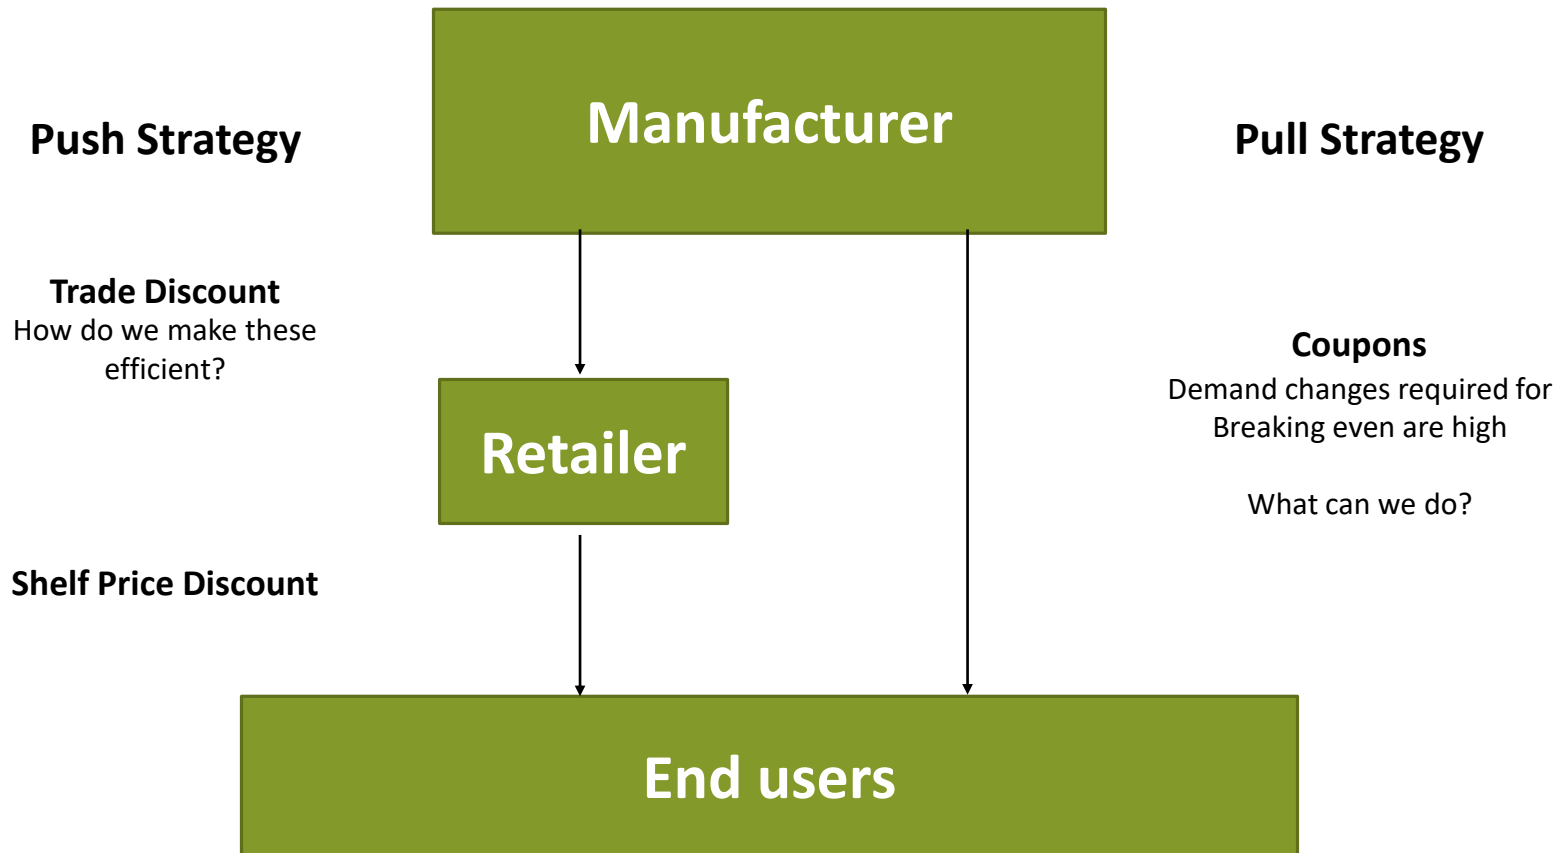 Manufacturer
Push Strategy
Pull Strategy
Trade Discount
How do we make these
efficient?
Coupons
Demand changes required for
Breaking even are high
What can we do?
Retailer
Shelf Price Discount
End users